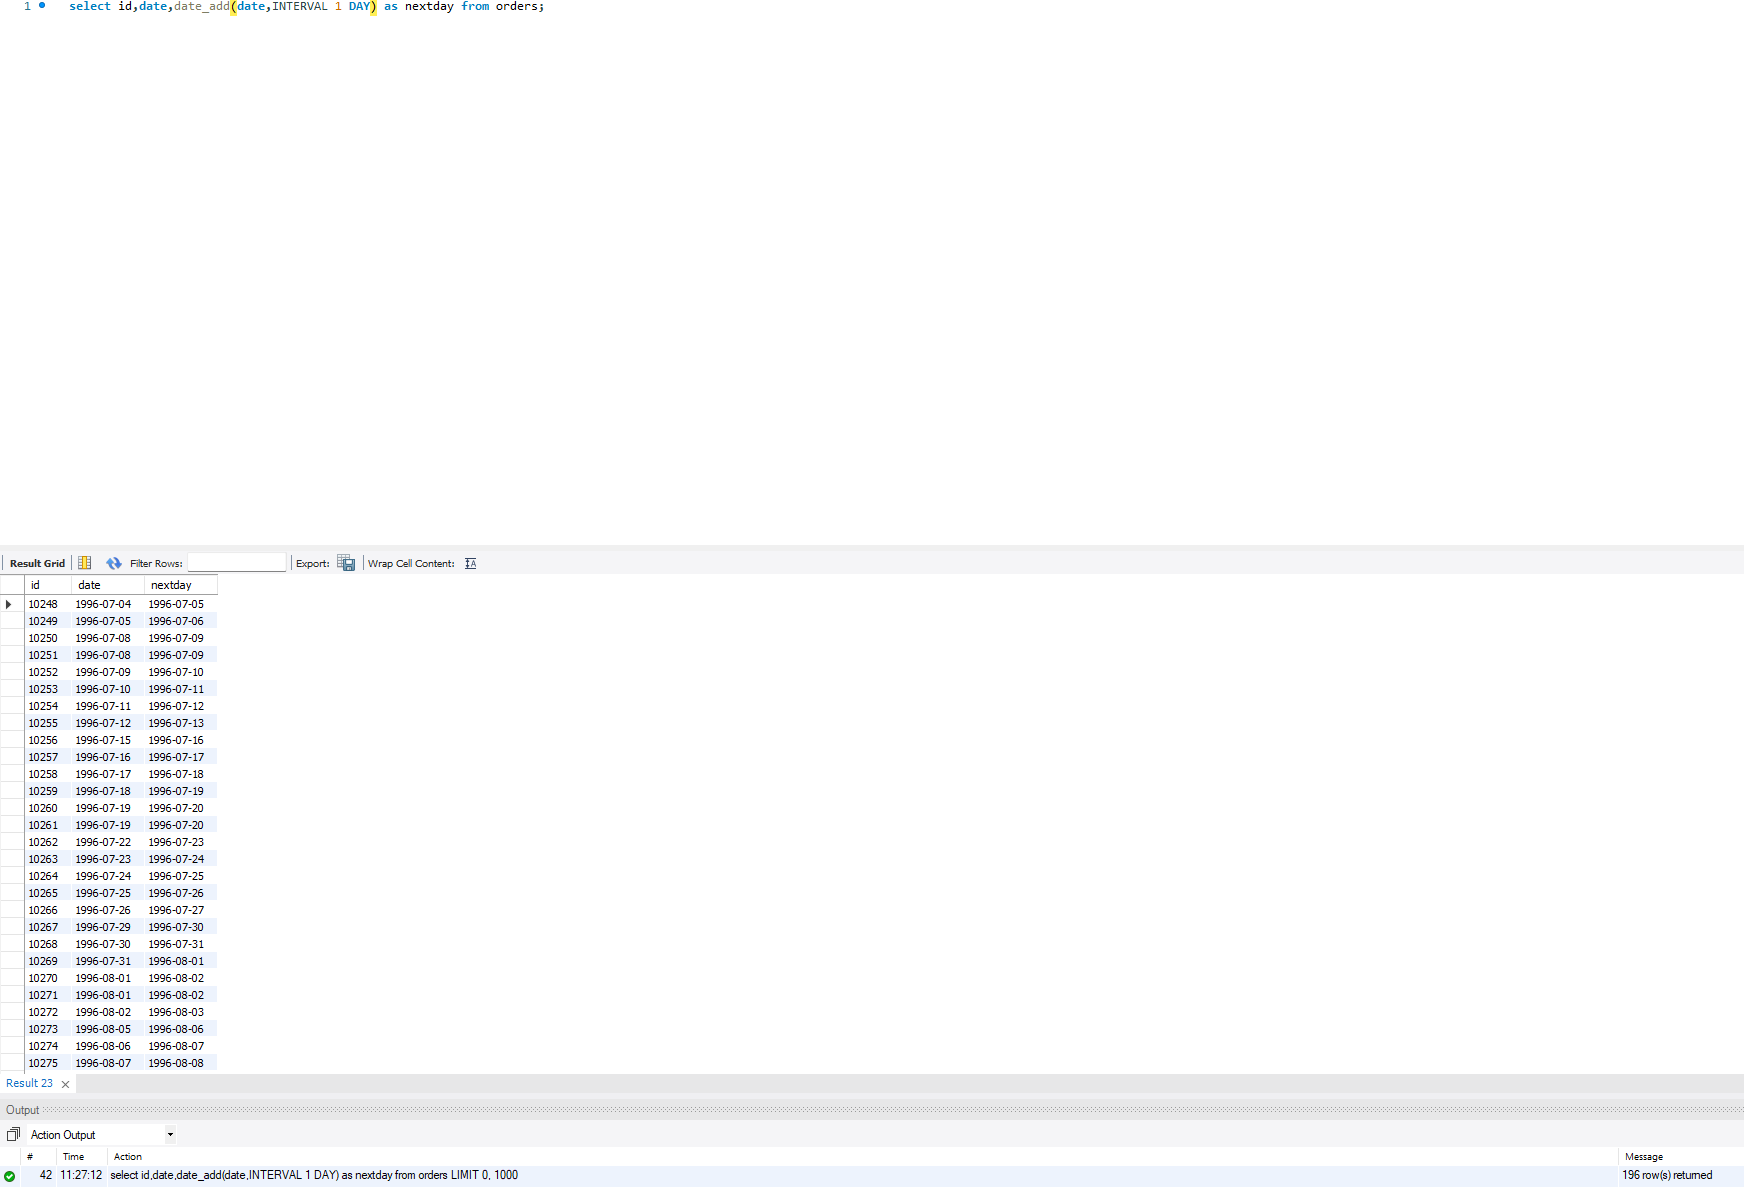 1 select id,date,date_add(date,INTERVAL 1 DAY) as nextday from orders;
Result Grid Filter Rows: Export: Wrap Cell Content:
id date nextday
10248 1996-07-04 1996-07-05
10249 1996-07-05 1996-07-06
10250 1996-07-08 1996-07-09
10251 1996-07-08 1996-07-09
10252 1996-07-09 1996-07-10
10253 1996-07-10 1996-07-11
10254 1996-07-11 1996-07-12
10255 1996-07-12 1996-07-13
10256 1996-07-15 1996-07-16
10257 1996-07-16 1996-07-17
10258 1996-07-17 1996-07-18
10259 1996-07-18 1996-07-19
10260 1996-07-19 1996-07-20
10261 1996-07-19 1996-07-20
10262 1996-07-22 1996-07-23
10263 1996-07-23 1996-07-24
10264 1996-07-24 1996-07-25
10265 1996-07-25 1996-07-26
10266 1996-07-26 1996-07-27
10267 1996-07-29 1996-07-30
10268 1996-07-30 1996-07-31
10269 1996-07-31 1996-08-01
10270 1996-08-01 1996-08-02
10271 1996-08-01 1996-08-02
10272 1996-08-02 1996-08-03
10273 1996-08-05 1996-08-06
10274 1996-08-06 1996-08-07
10275 1996-08-07 1996-08-08
Result 23
Output
Action Output
# Time Action Message
42 11:27:12 select id,date,date_add(date,INTERVAL 1 DAY) as nextday from orders LIMIT 0, 1000 196 row(s) returned